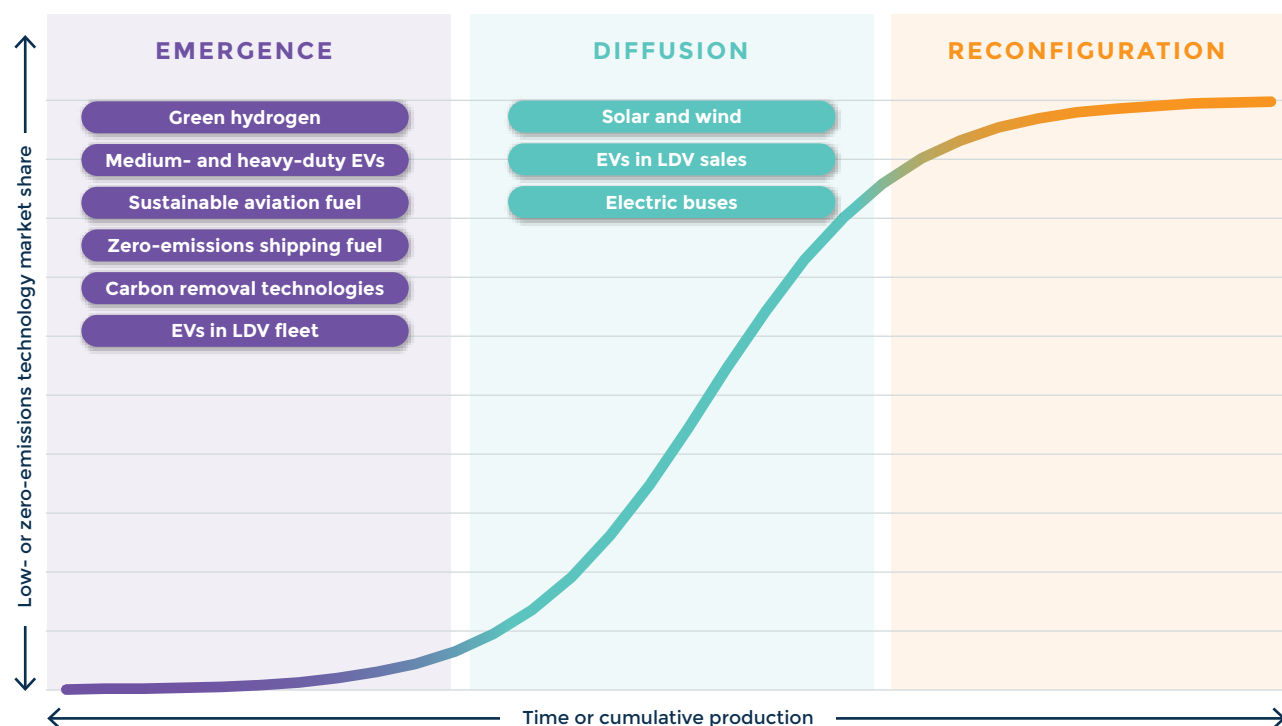 EMERGENCE
Green hydrogen
Medium- and heavy-duty EVs
Sustainable aviation fuel
Zero-emissions shipping fuel
Carbon removal technologies
EVs in LDV fleet
DIFFUSION
Solar and wind
EVs in LDV sales
Electric buses
RECONFIGURATION
Low- or zero-emissions technology market share
Time or cumulative production